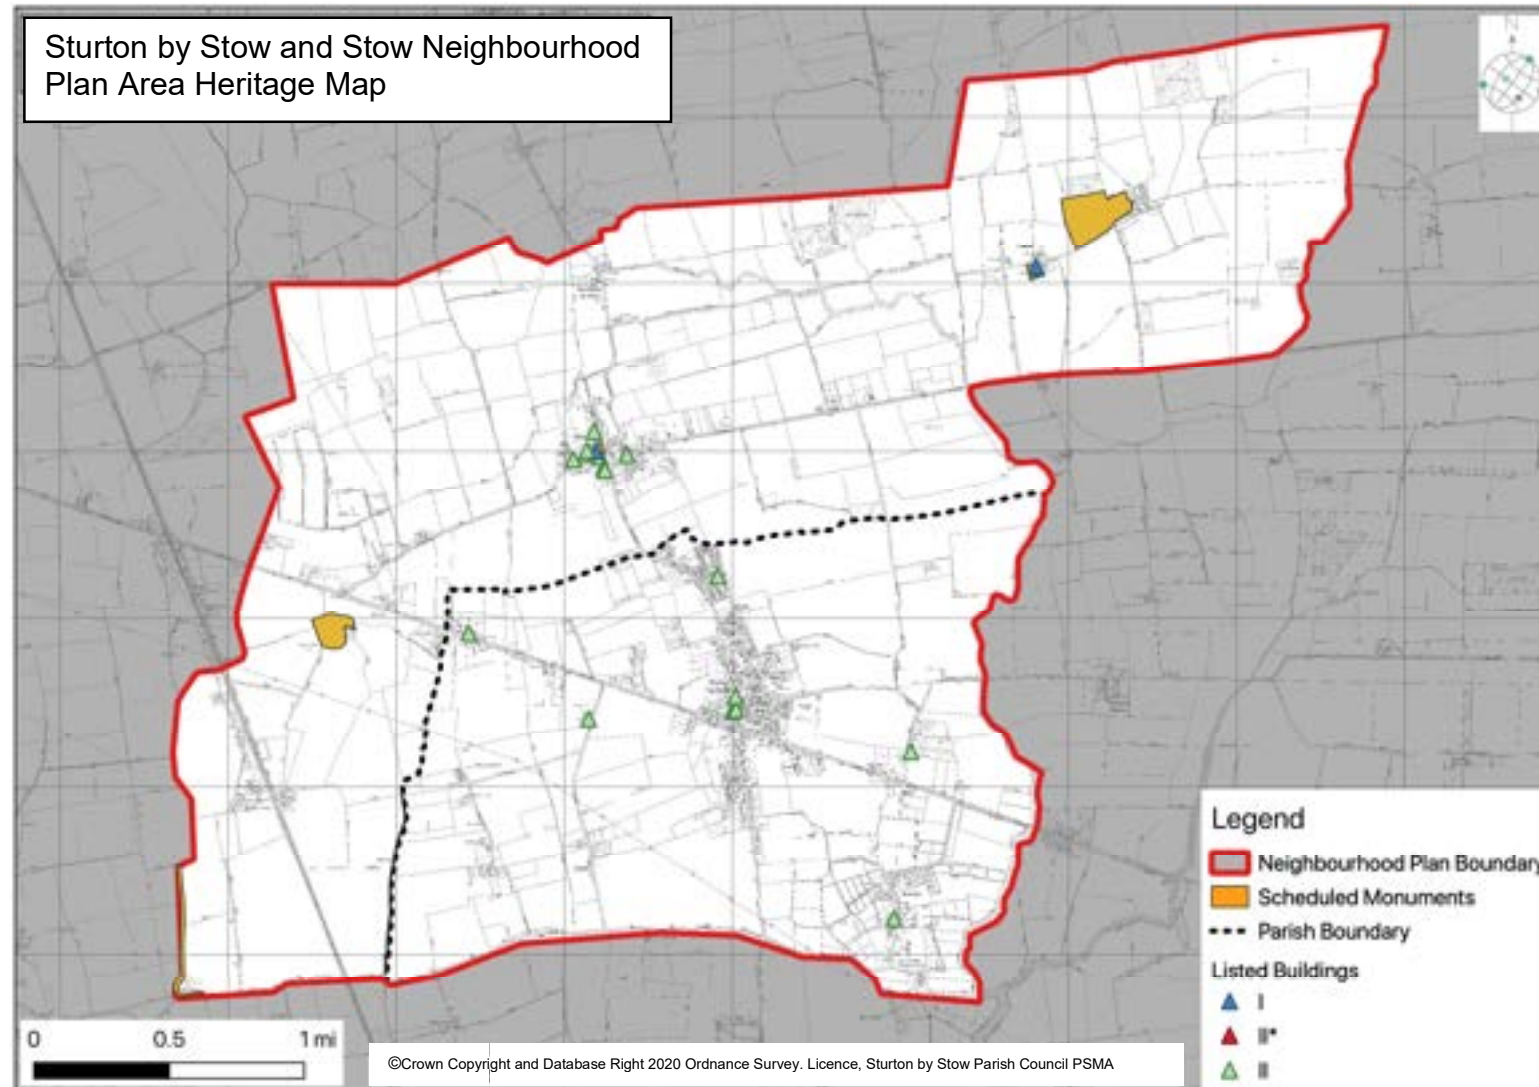 Sturton by Stow and Stow Neighbourhood
Plan Area Heritage Map
N
Legend
Neighbourhood Plan Boundary
Scheduled Monuments
Parish Boundary
Listed Buildings
I
II*
II
0 0.5 1 mi
©Crown Copyright and Database Right 2020 Ordnance Survey. Licence, Sturton by Stow Parish Council PSMA